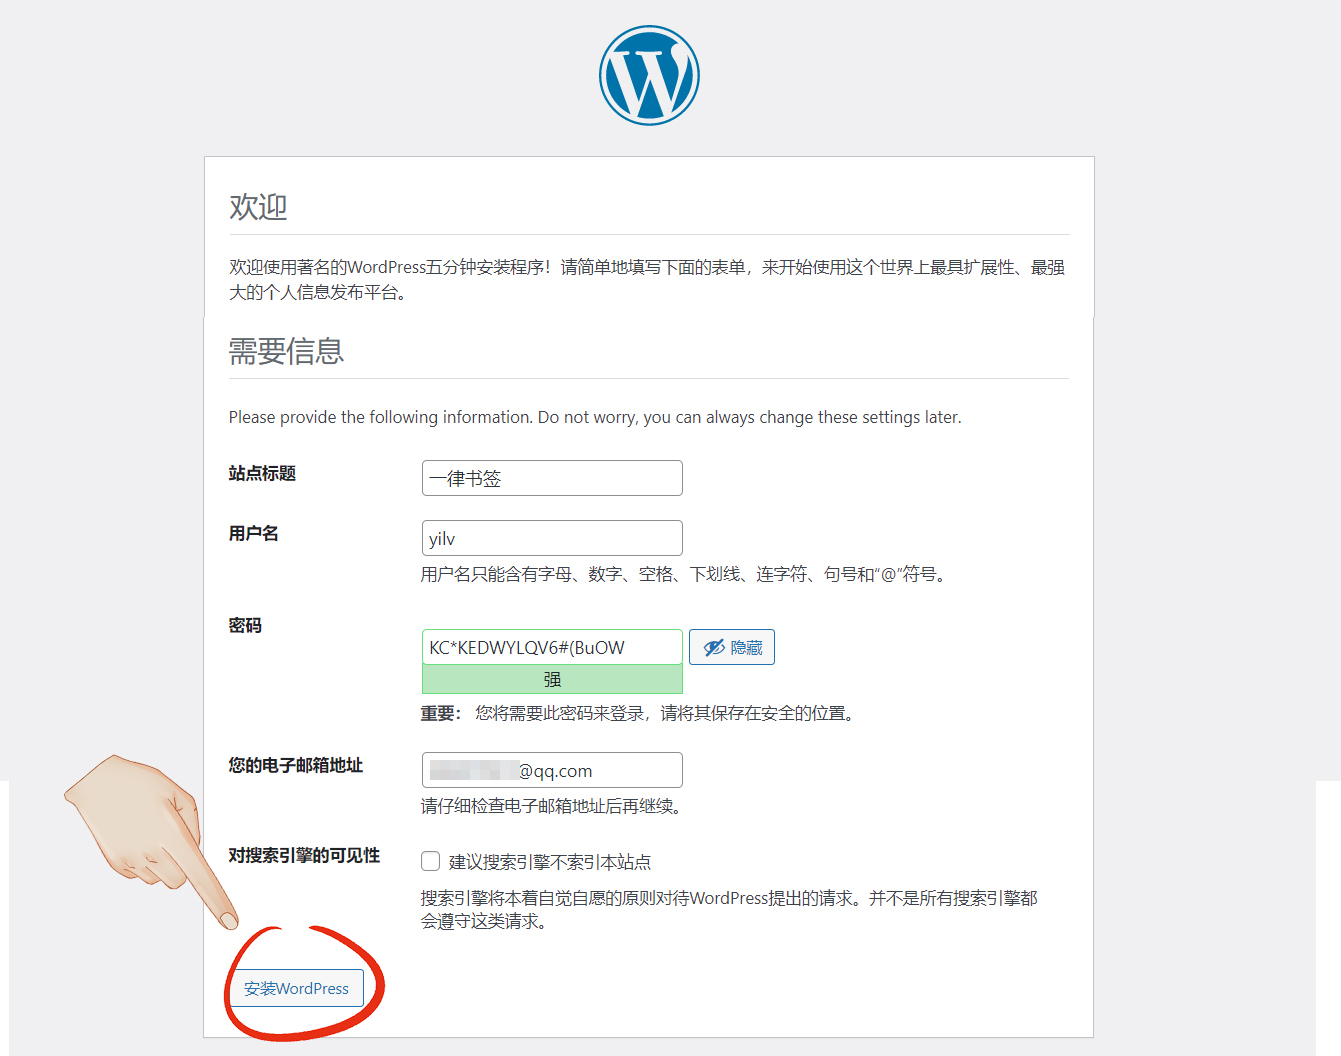 欢迎
欢迎使用著名的WordPress五分钟安装程序！请简单地填写下面的表单，来开始使用这个世界上最具扩展性、最强
大的个人信息发布平台。
需要信息
Please provide the following information. Do not worry, you can always change these settings later.
站点标题
一律书签
用户名
yilv
用户名只能含有字母、数字、空格、下划线、连字符、句号和“@”符号。
密码
KC*KEDWYLQV6#(BuOW
隐藏
强
重要： 您将需要此密码来登录，请将其保存在安全的位置。
您的电子邮箱地址
@qq.com
请仔细检查电子邮箱地址后再继续。
对搜索引擎的可见性
建议搜索引擎不索引本站点
搜索引擎将本着自觉自愿的原则对待WordPress提出的请求。并不是所有搜索引擎都
会遵守这类请求。
安装WordPress